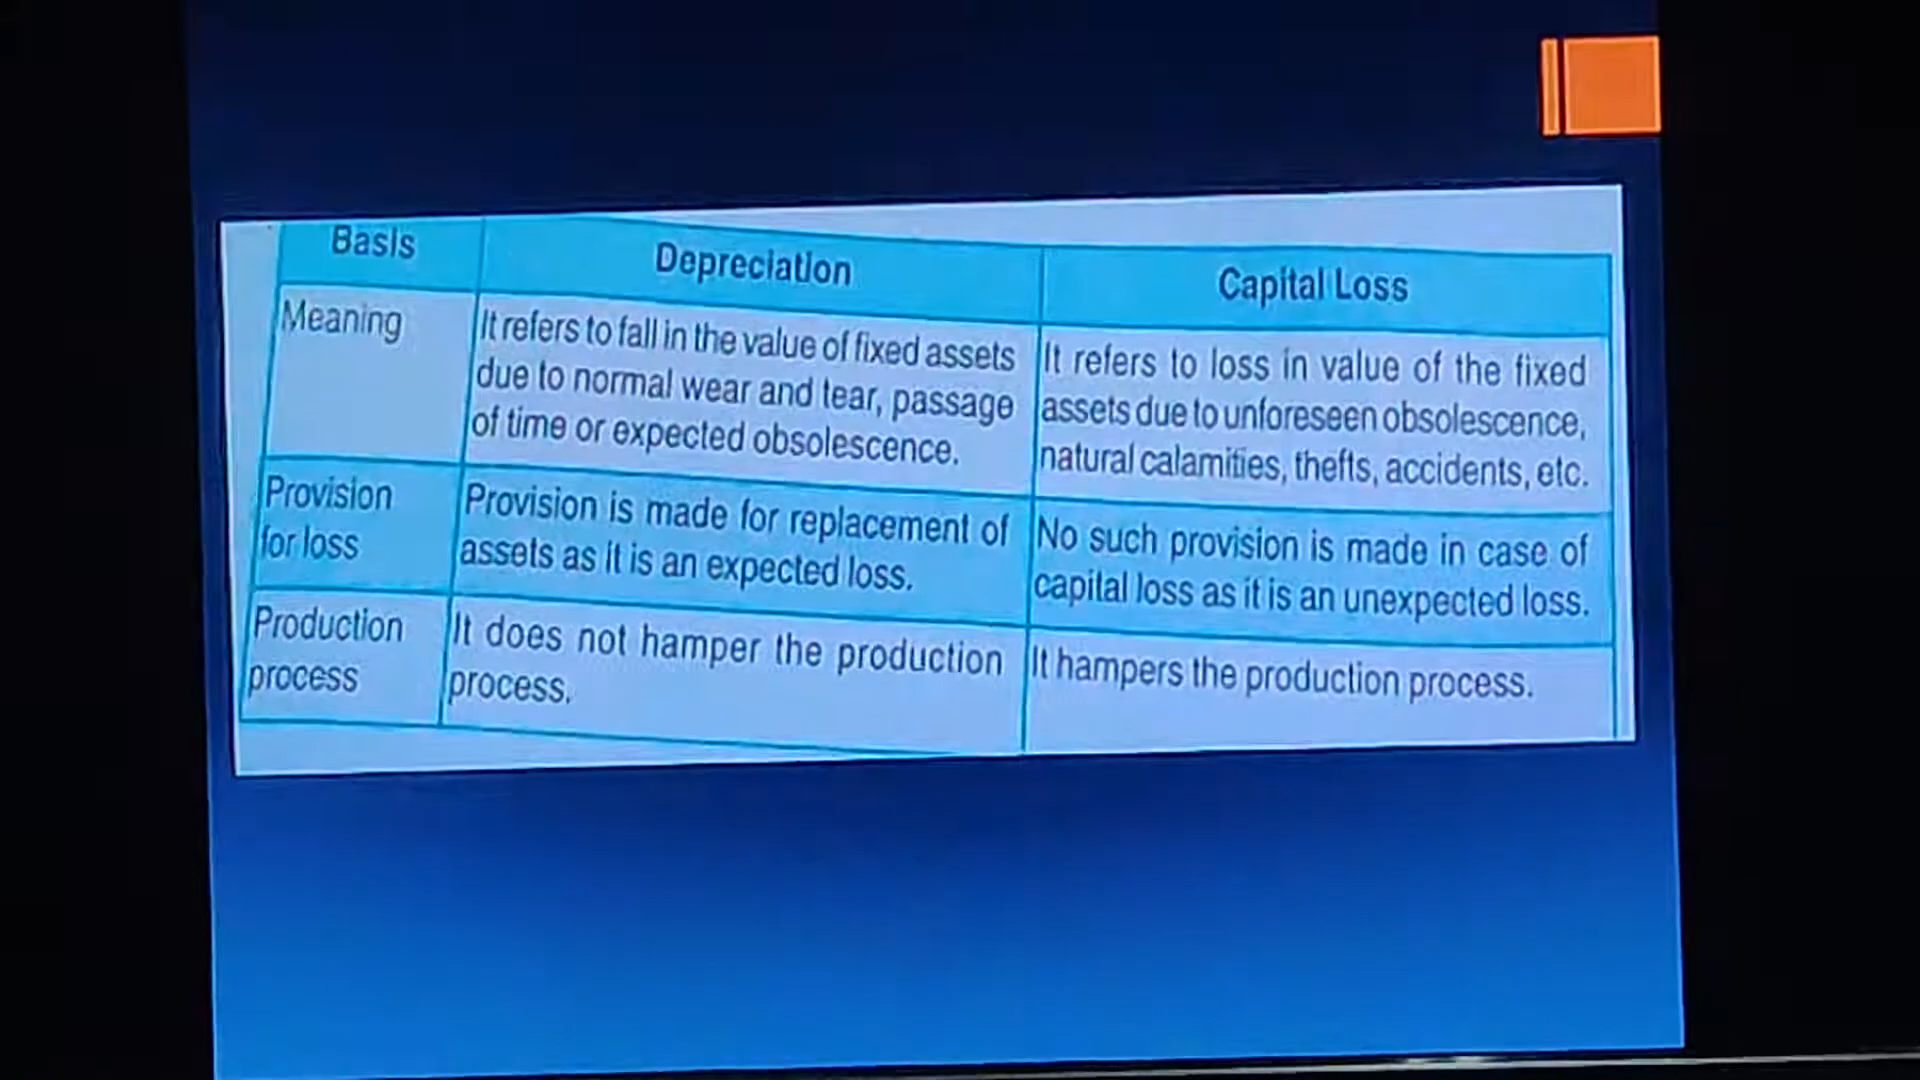 Basis
Depreciation
Capital Loss
Meaning
It refers to fall in the value of fixed assets
due to normal wear and tear, passage
of time or expected obsolescence.
It refers to loss in value of the fixed
assets due to unforeseen obsolescence,
natural calamities, thefts, accidents, etc.
Provision
for loss
Provision is made for replacement of
assets as it is an expected loss.
No such provision is made in case of
capital loss as it is an unexpected loss.
Production
process
It does not hamper the production
process.
It hampers the production process.